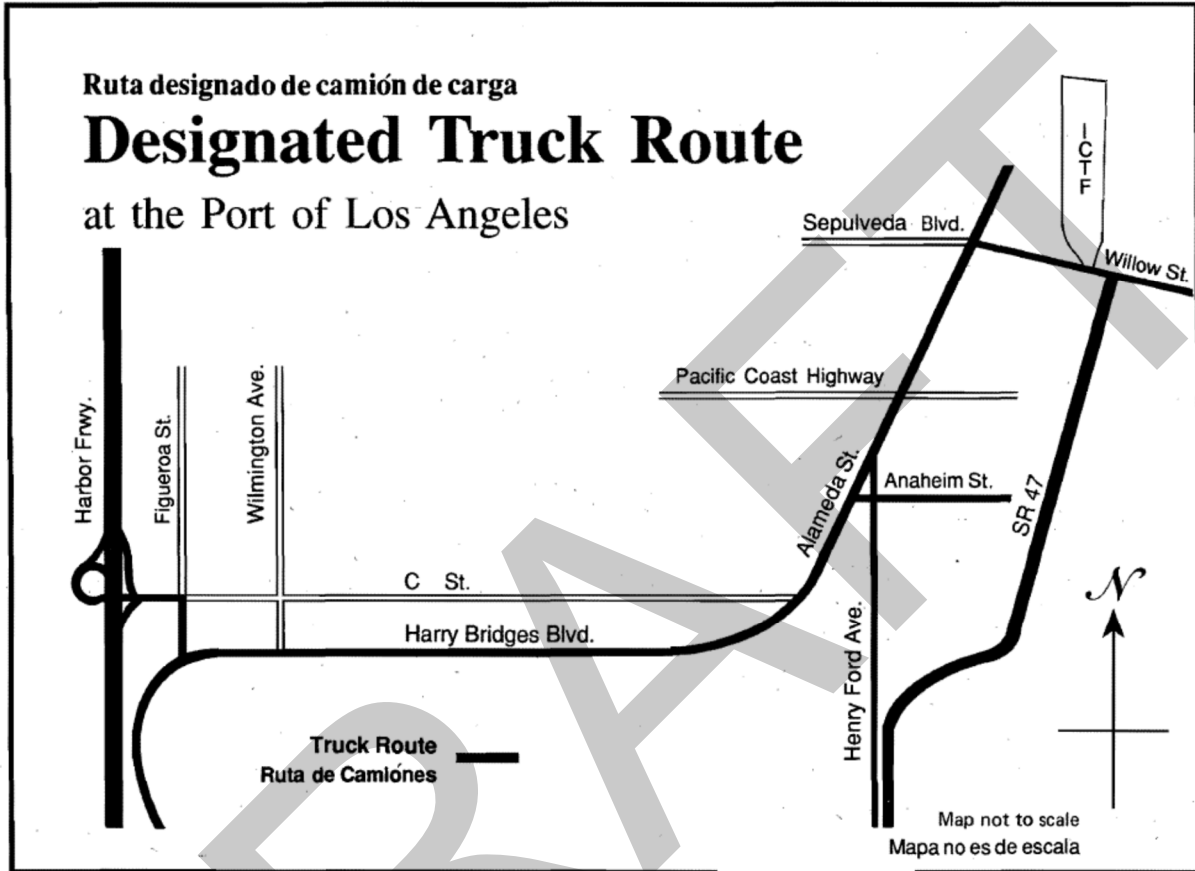 Ruta designado de camión de carga
Designated Truck Route
at the Port of Los Angeles
ICTF
Sepulveda Blvd.
Willow St.
Pacific Coast Highway
Harbor Frwy.
Figueroa St.
Wilmington Ave.
Alameda St.
Anaheim St.
SR 47
C St.
Harry Bridges Blvd.
Henry Ford Ave.
N
Truck Route
Ruta de Camiónes
Map not to scale
Mapa no es de escala
DRAFT